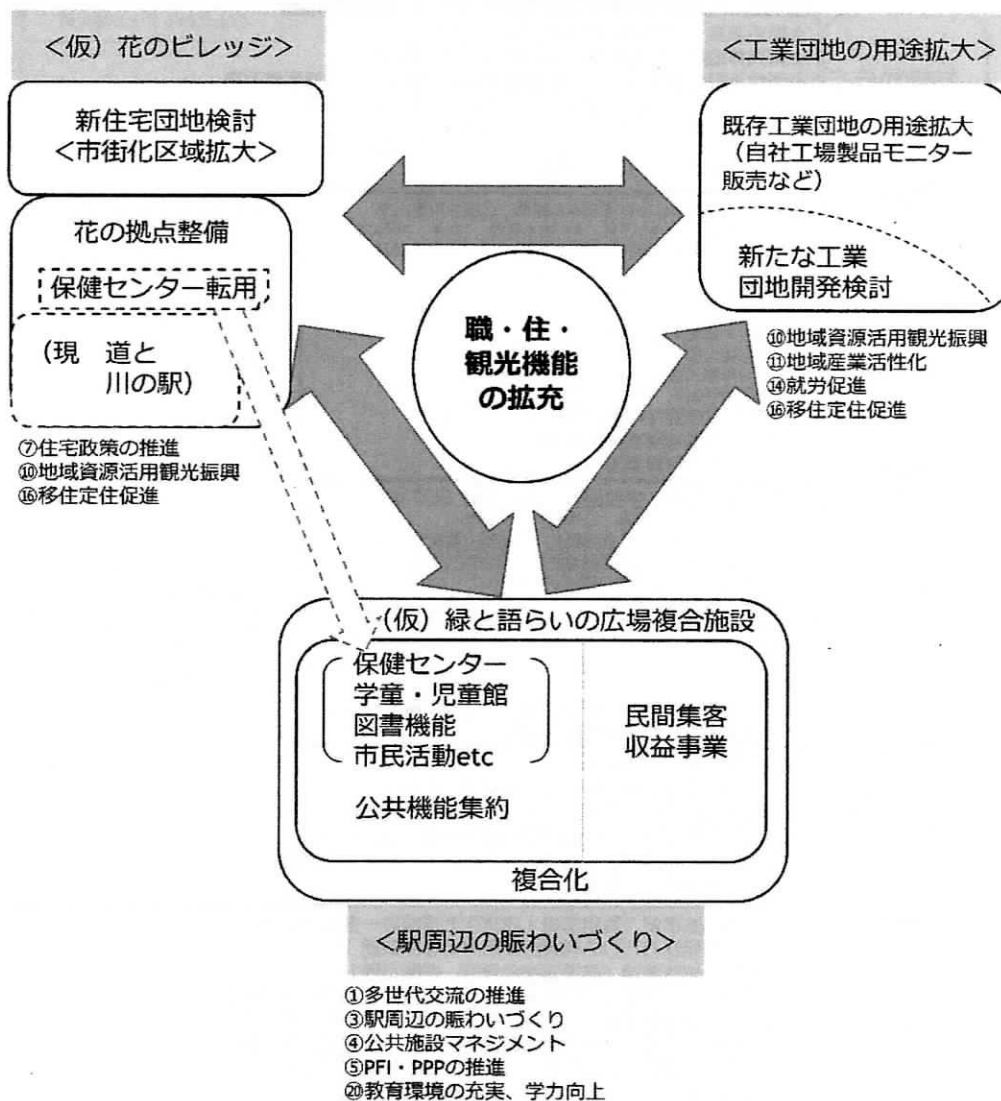 <仮）花のビレッジ>
新住宅団地検討
<市街化区域拡大>
花の拠点整備
保健センター転用
（現　道と
川の駅）
⑦住宅政策の推進
⑩地域資源活用観光振興
⑯移住定住促進
<工業団地の用途拡大>
既存工業団地の用途拡大
（自社工場製品モニター
販売など）
新たな工業
団地開発検討
⑩地域資源活用観光振興
⑪地域産業活性化
⑭就労促進
⑯移住定住促進
職・住・
観光機能
の拡充
（仮）緑と語らいの広場複合施設
保健センター
学童・児童館
図書機能
市民活動etc
公共機能集約
民間集客
収益事業
複合化
<駅周辺の賑わいづくり>
①多世代交流の推進
③駅周辺の賑わいづくり
④公共施設マネジメント
⑤PFI・PPPの推進
⑳教育環境の充実、学力向上